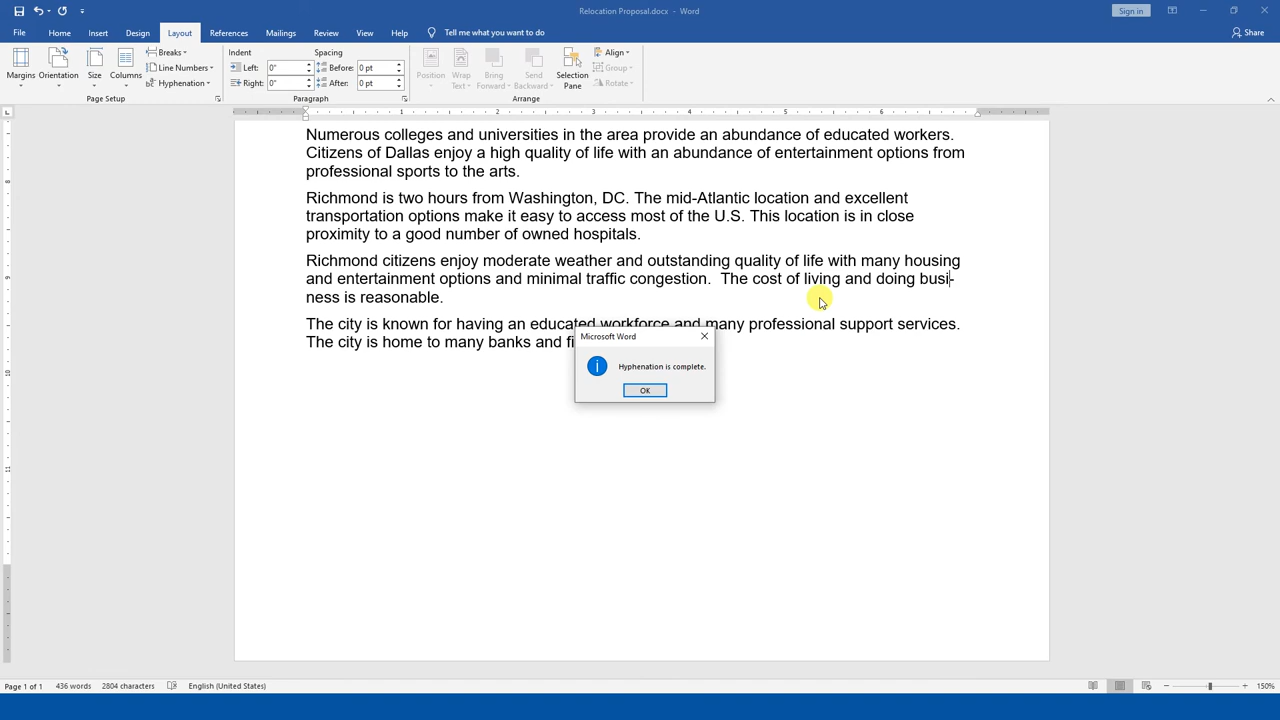 Relocation Proposal.docx - Word
Sign in
File Home Insert Design Layout References Mailings Review View Help Tell me what you want to do Share
Margins Orientation Size Columns
Breaks
Line Numbers
Hyphenation
Page Setup
Indent Spacing
Left: 0" Before: 0 pt
Right: 0" After: 0 pt
Paragraph
Position Wrap Text Bring Forward Send Backward Selection Pane
Align
Group
Rotate
Arrange
1 2 3 4 5 6
Numerous colleges and universities in the area provide an abundance of educated workers.
Citizens of Dallas enjoy a high quality of life with an abundance of entertainment options from
professional sports to the arts.
Richmond is two hours from Washington, DC. The mid-Atlantic location and excellent
transportation options make it easy to access most of the U.S. This location is in close
proximity to a good number of owned hospitals.
Richmond citizens enjoy moderate weather and outstanding quality of life with many housing
and entertainment options and minimal traffic congestion.  The cost of living and doing busi-
ness is reasonable.
The city is known for having an educated workforce and many professional support services.
The city is home to many banks and fi
Microsoft Word
Hyphenation is complete.
OK
8
9
10
11
Page 1 of 1 436 words 2804 characters English (United States) 150%